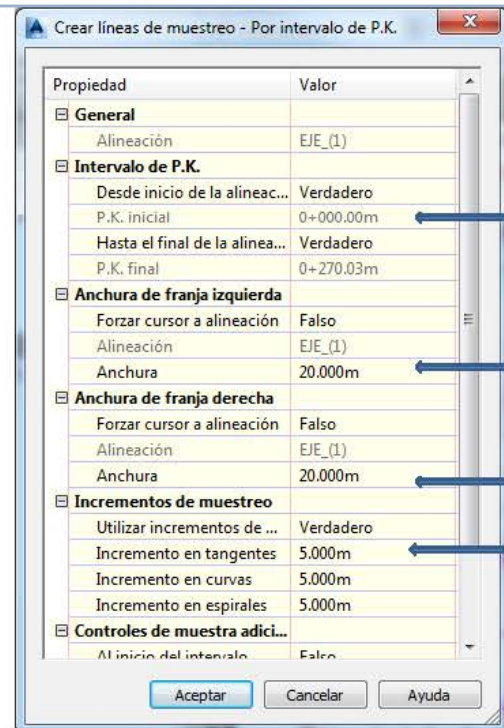 Crear líneas de muestreo - Por intervalo de P.K.
Propiedad Valor
General
Alineación EJE_(1)
Intervalo de P.K.
Desde inicio de la alineac... Verdadero
P.K. inicial 0+000.00m
Hasta el final de la alinea... Verdadero
P.K. final 0+270.03m
Anchura de franja izquierda
Forzar cursor a alineación Falso
Alineación EJE_(1)
Anchura 20.000m
Anchura de franja derecha
Forzar cursor a alineación Falso
Alineación EJE_(1)
Anchura 20.000m
Incrementos de muestreo
Utilizar incrementos de ... Verdadero
Incremento en tangentes 5.000m
Incremento en curvas 5.000m
Incremento en espirales 5.000m
Controles de muestra adici...
Al inicio del intervalo Falso
Aceptar Cancelar Ayuda